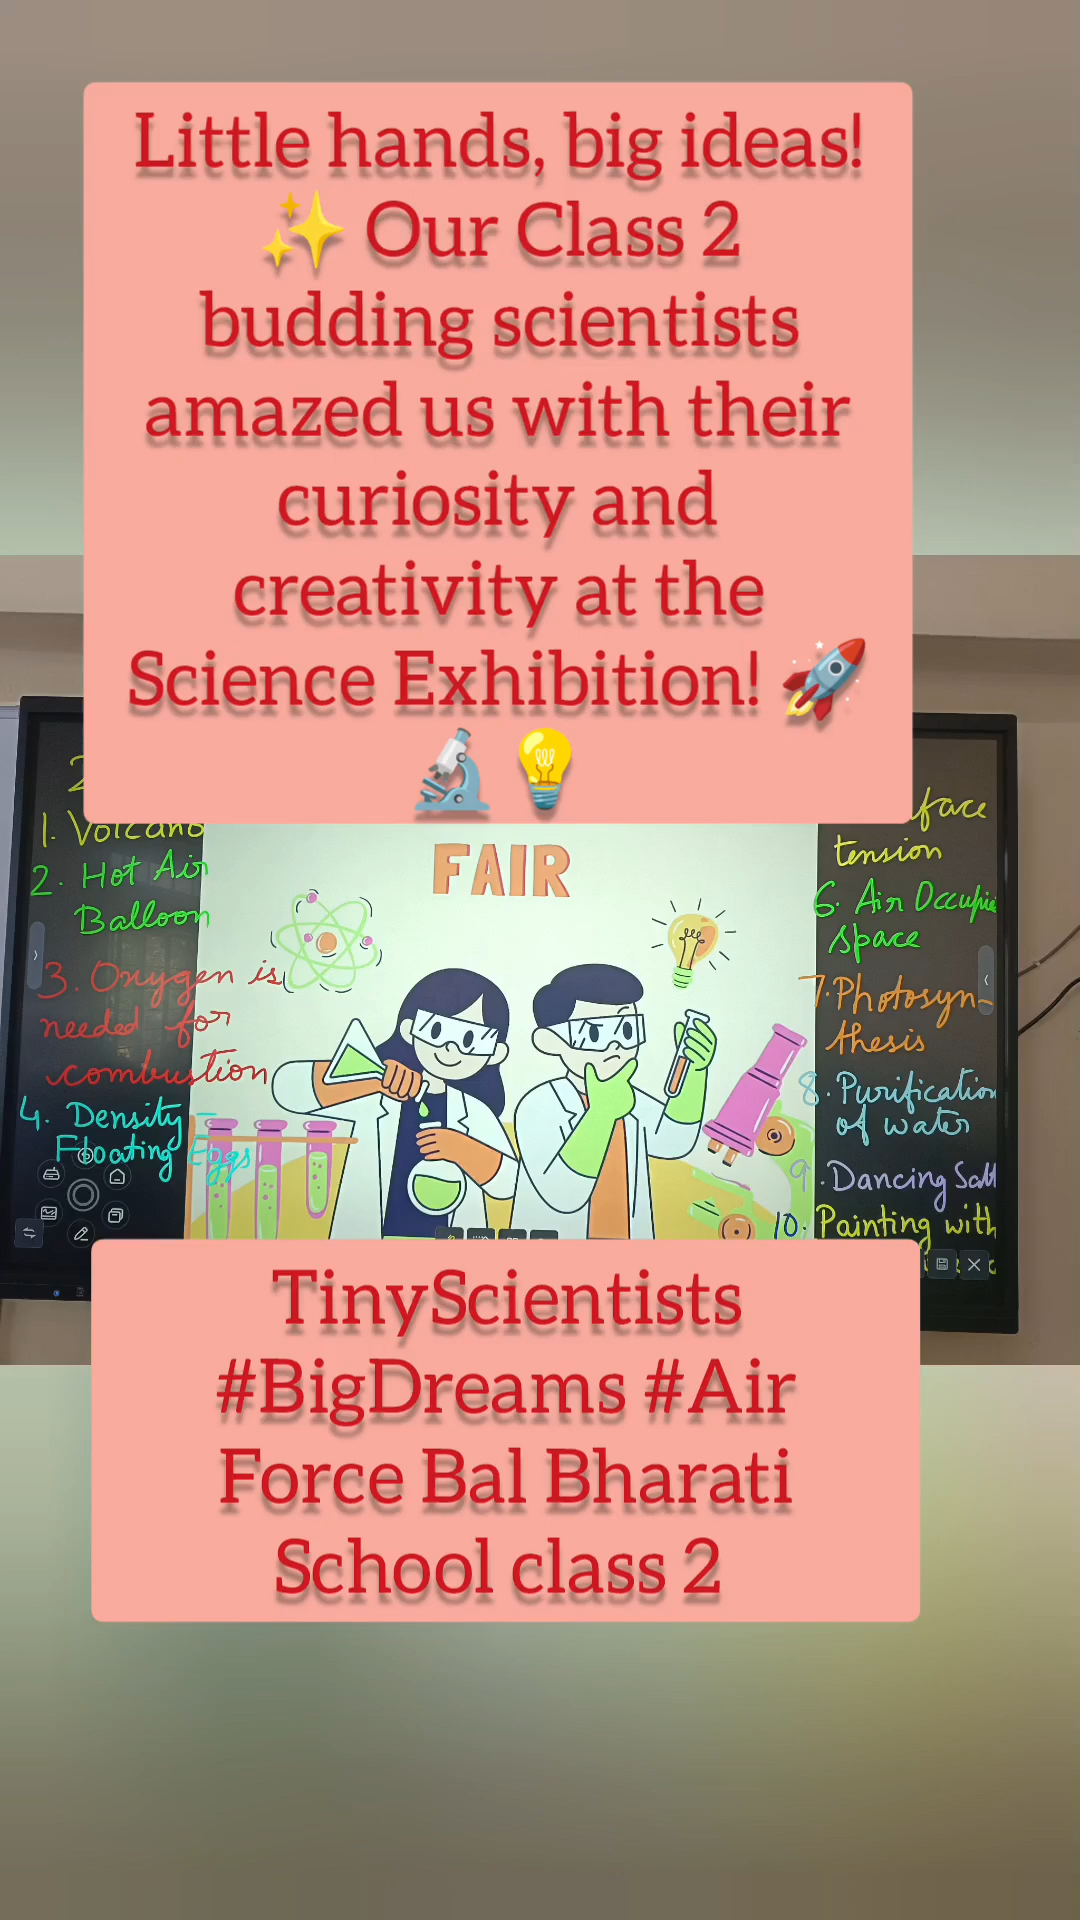 Little hands, big ideas!
✨ Our Class 2
budding scientists
amazed us with their
curiosity and
creativity at the
Science Exhibition! 🚀
🔬 💡
1. Volcano
2. Hot Air
Balloon
3. Oxygen is
needed for
combustion
4. Density -
Floating Eggs
FAIR
tension
6. Air Occupie
space
7. Photosyn-
thesis
8. Purification
of water
9. Dancing Salt
10. Painting with
TinyScientists
#BigDreams #Air
Force Bal Bharati
School class 2